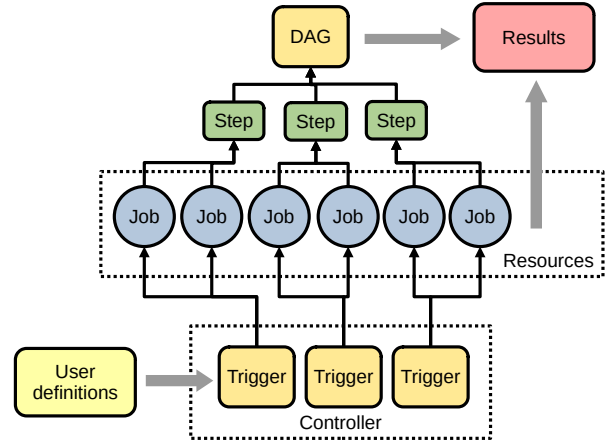 DAG
Results
Step
Step
Step
Job
Job
Job
Job
Job
Job
Resources
User
definitions
Trigger
Trigger
Trigger
Controller